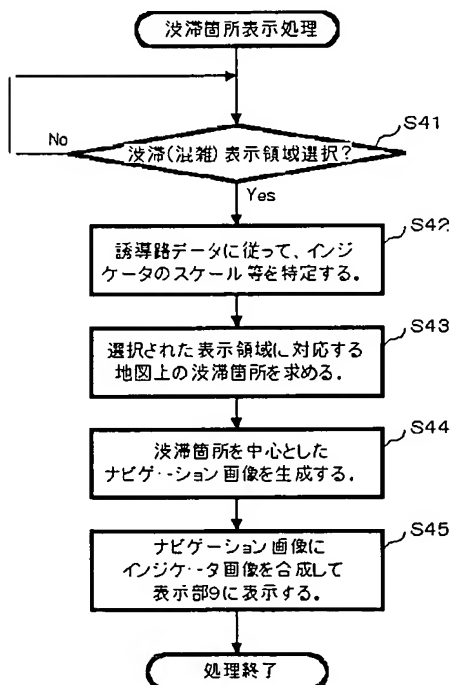 渋滞箇所表示処理
S41
No
渋滞(混雑)表示領域選択?
Yes
S42
誘導路データに従って、インジ
ケータのスケール等を特定する。
S43
選択された表示領域に対応する
地図上の渋滞箇所を求める。
S44
渋滞箇所を中心とした
ナビゲーション画像を生成する。
S45
ナビゲーション画像に
インジケータ画像を合成して
表示部9に表示する。
処理終了